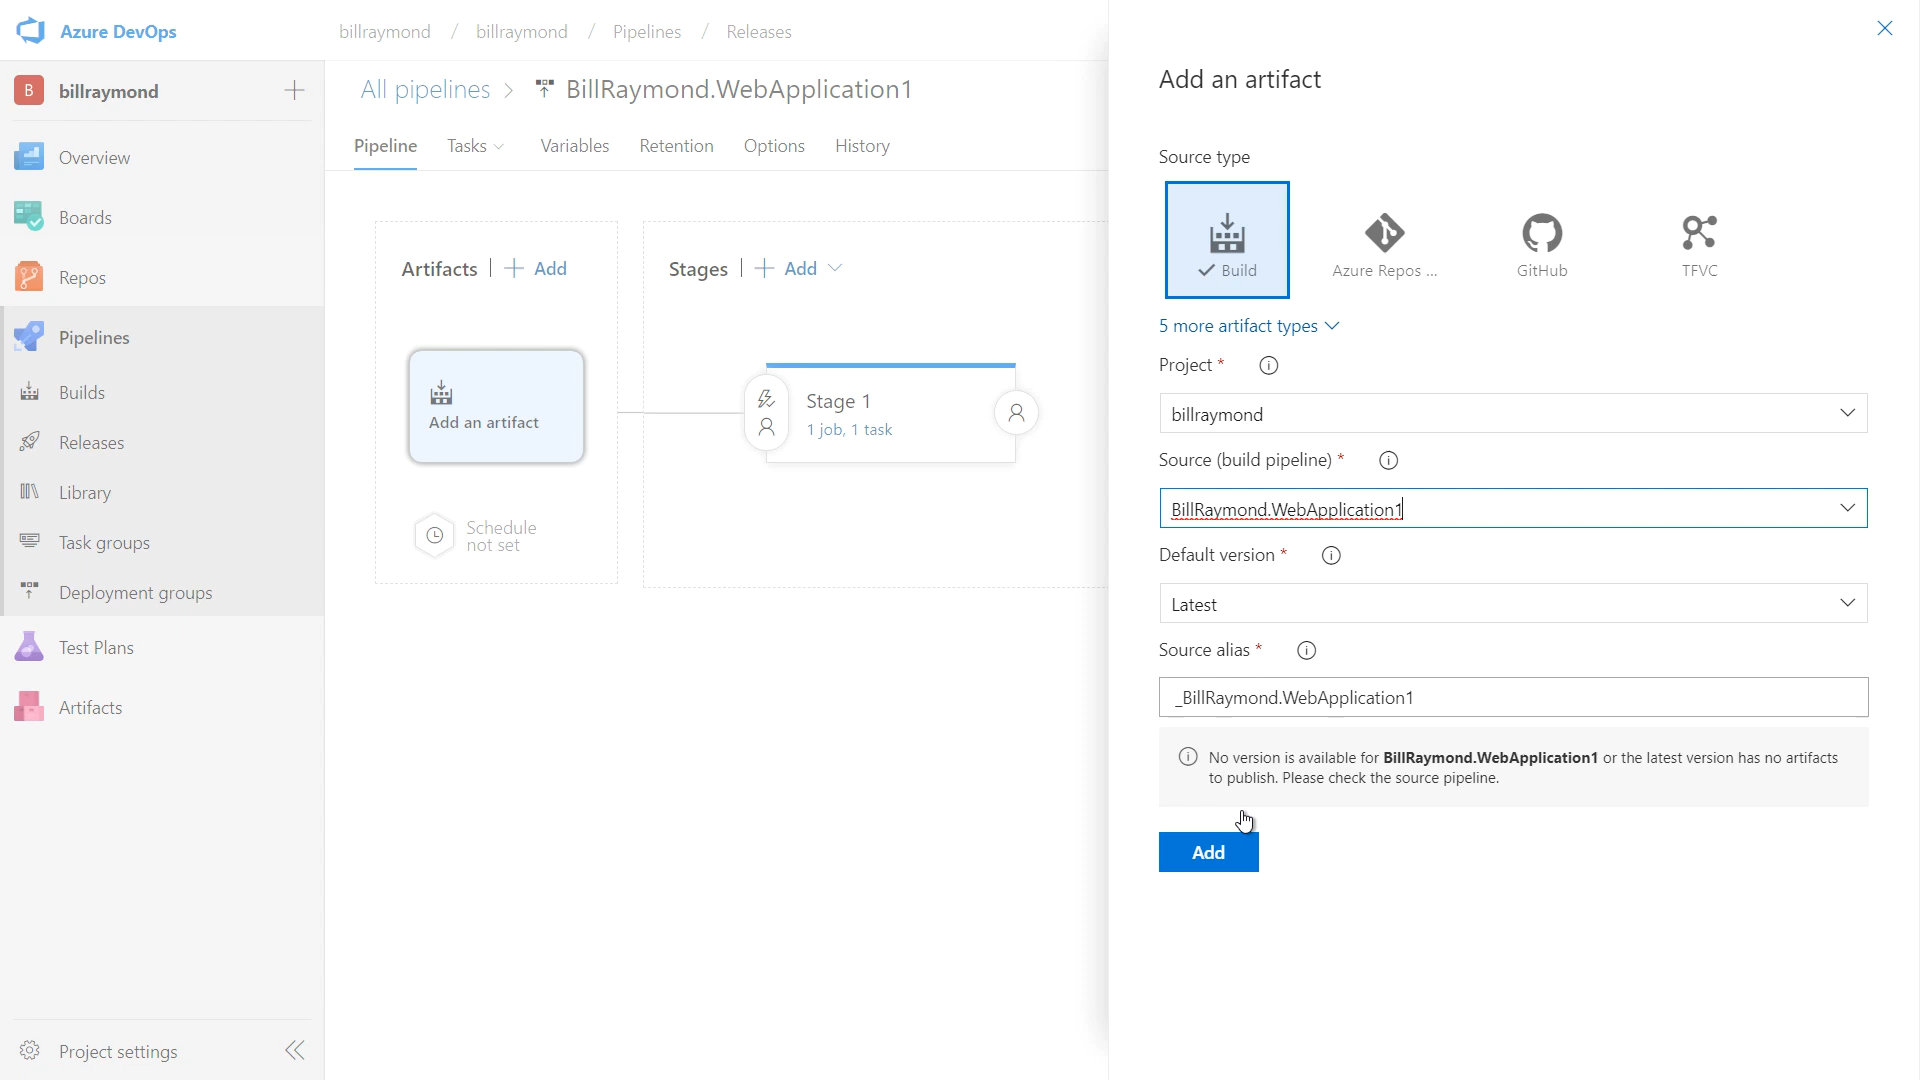 Azure DevOps
billraymond / billraymond / Pipelines / Releases
B billraymond
Overview
Boards
Repos
Pipelines
Builds
Releases
Library
Task groups
Deployment groups
Test Plans
Artifacts
Project settings
All pipelines > BillRaymond.WebApplication1
Pipeline Tasks Variables Retention Options History
Artifacts | + Add
Add an artifact
Schedule
not set
Stages | + Add
Stage 1
1 job, 1 task
Add an artifact
Source type
Build
Azure Repos ...
GitHub
TFVC
5 more artifact types
Project *
billraymond
Source (build pipeline) *
BillRaymond.WebApplication1
Default version *
Latest
Source alias *
_BillRaymond.WebApplication1
No version is available for BillRaymond.WebApplication1 or the latest version has no artifacts
to publish. Please check the source pipeline.
Add